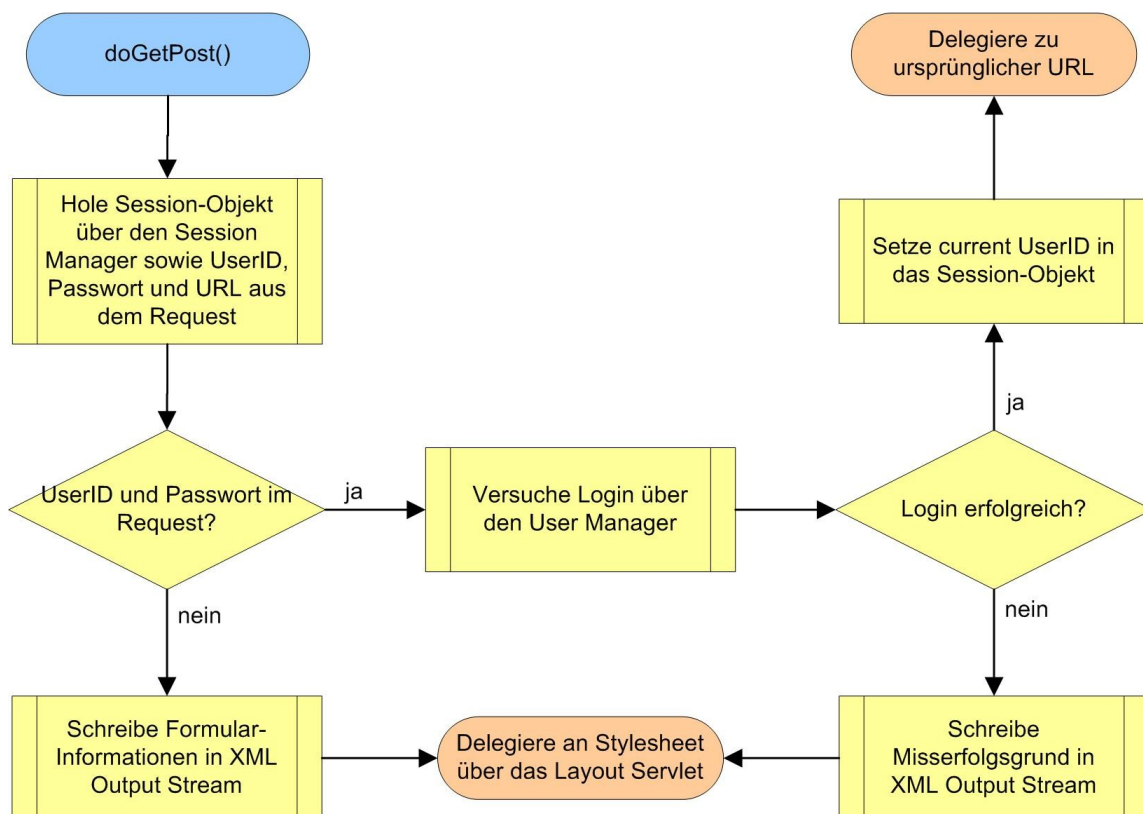 doGetPost()
Hole Session-Objekt
über den Session
Manager sowie UserID,
Passwort und URL aus
dem Request
UserID und Passwort im
Request?
ja
nein
Versuche Login über
den User Manager
Login erfolgreich?
ja
nein
Setze current UserID in
das Session-Objekt
Delegiere zu
ursprünglicher URL
Schreibe Formular-
Informationen in XML
Output Stream
Delegiere an Stylesheet
über das Layout Servlet
Schreibe
Misserfolgsgrund in
XML Output Stream